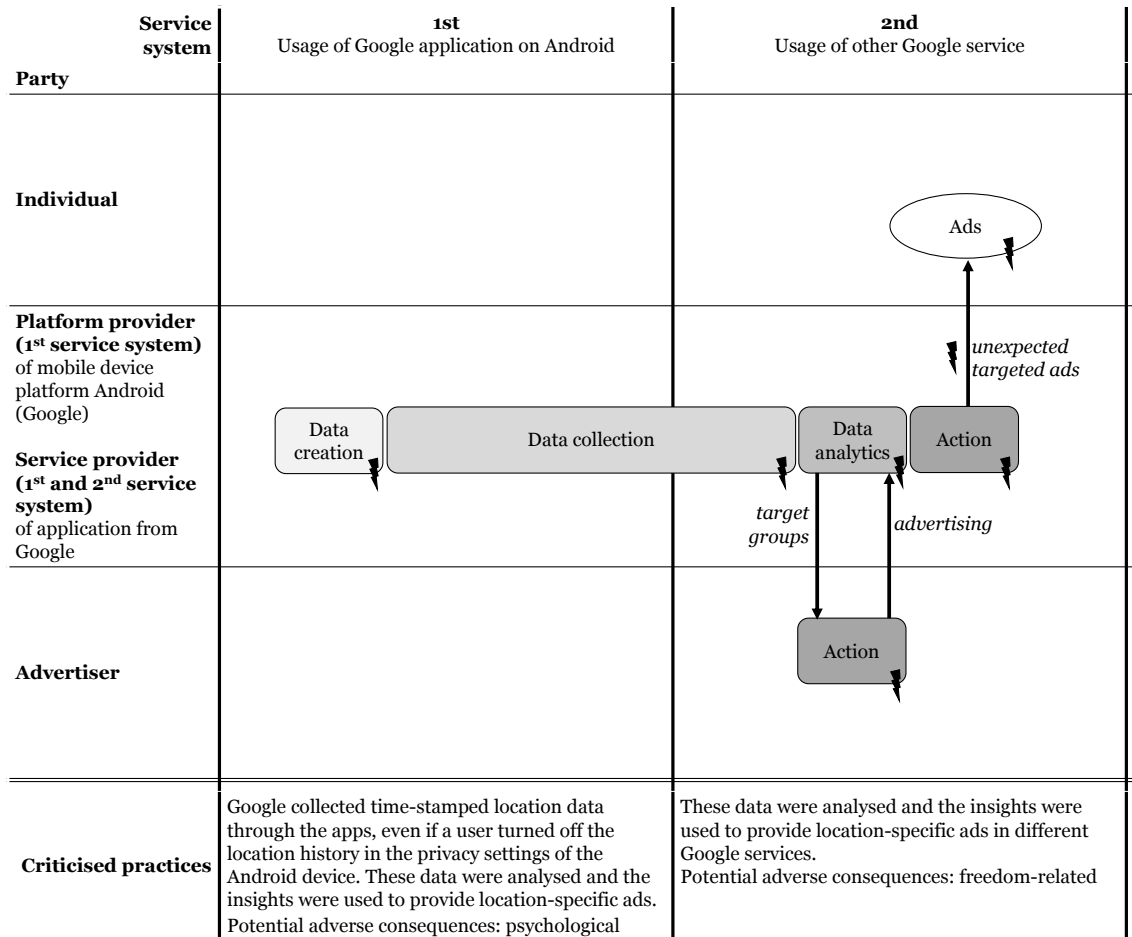 Service
system
1st
Usage of Google application on Android
2nd
Usage of other Google service
Party
Individual
Ads
Platform provider
(1st service system)
of mobile device
platform Android
(Google)
Service provider
(1st and 2nd service
system)
of application from
Google
unexpected
targeted ads
Data
creation
Data collection
Data
analytics
Action
target
groups
advertising
Advertiser
Action
Criticised practices
Google collected time-stamped location data
through the apps, even if a user turned off the
location history in the privacy settings of the
Android device. These data were analysed and the
insights were used to provide location-specific ads.
Potential adverse consequences: psychological
These data were analysed and the insights were
used to provide location-specific ads in different
Google services.
Potential adverse consequences: freedom-related